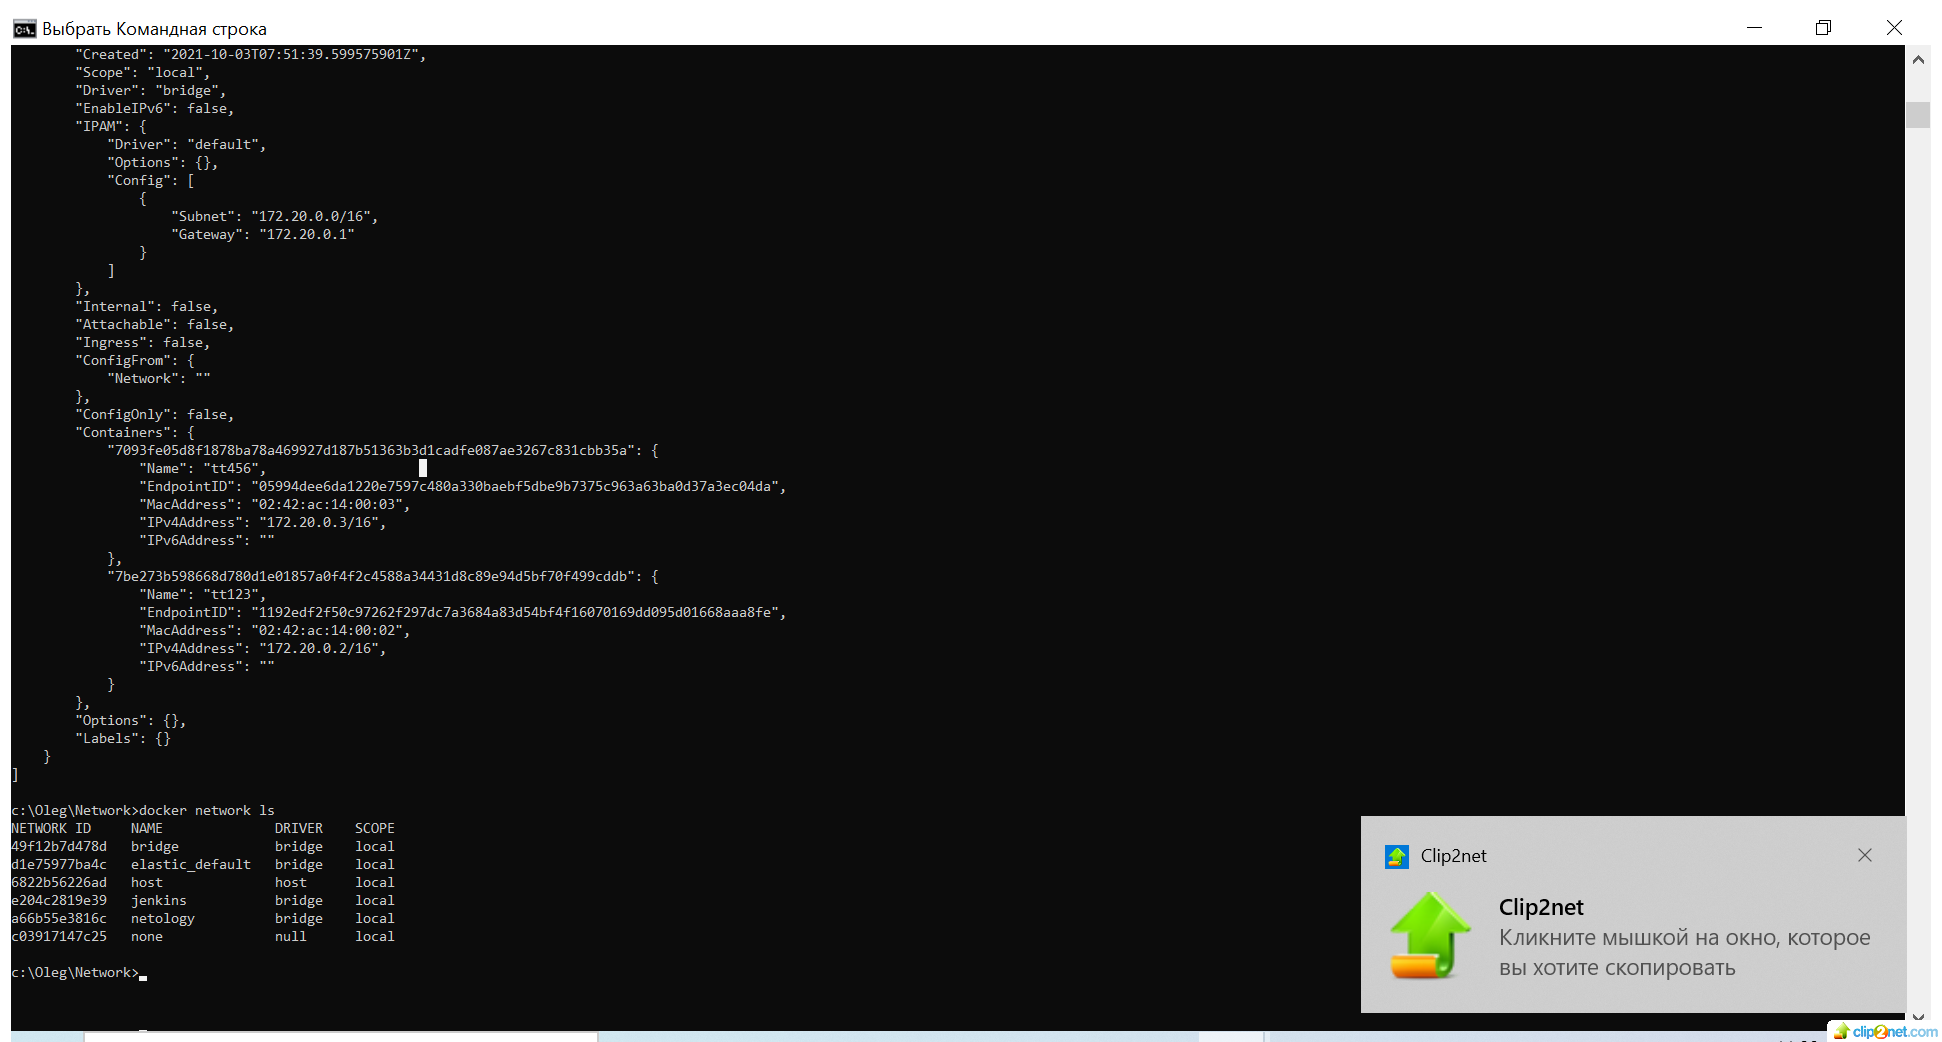 Выбрать Командная строка
"Created": "2021-10-03T07:51:39.599575901Z",
"Scope": "local",
"Driver": "bridge",
"EnableIPv6": false,
"IPAM": {
"Driver": "default",
"Options": {},
"Config": [
{
"Subnet": "172.20.0.0/16",
"Gateway": "172.20.0.1"
}
]
},
"Internal": false,
"Attachable": false,
"Ingress": false,
"ConfigFrom": {
"Network": ""
},
"ConfigOnly": false,
"Containers": {
"7093fe05d8f1878ba78a469927d187b51363b3d1cadfe087ae3267c831cbb35a": {
"Name": "tt456",
"EndpointID": "05994dee6da1220e7597c480a330baebf5dbe9b7375c963a63ba0d37a3ec04da",
"MacAddress": "02:42:ac:14:00:03",
"IPv4Address": "172.20.0.3/16",
"IPv6Address": ""
},
"7be273b598668d780d1e01857a0f4f2c4588a34431d8c89e94d5bf70f499cddb": {
"Name": "tt123",
"EndpointID": "1192edf2f50c97262f297dc7a3684a83d54bf4f16070169dd095d01668aaa8fe",
"MacAddress": "02:42:ac:14:00:02",
"IPv4Address": "172.20.0.2/16",
"IPv6Address": ""
}
},
"Options": {},
"Labels": {}
}
]
c:\Oleg\Network>docker network ls
NETWORK ID NAME DRIVER SCOPE
49f12b7d478d bridge bridge local
d1e75977ba4c elastic_default bridge local
6822b56226ad host host local
e204c2819e39 jenkins bridge local
a66b55e3816c netology bridge local
c03917147c25 none null local
c:\Oleg\Network>
Clip2net
Clip2net
Кликните мышкой на окно, которое
вы хотите скопировать
clip2net.com